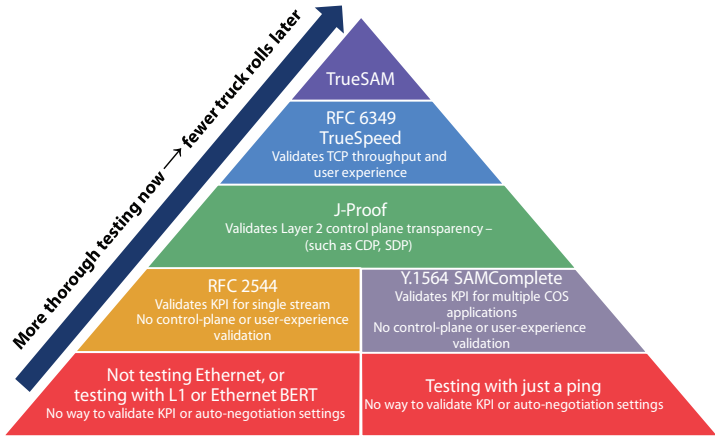 More thorough testing now → fewer truck rolls later
TrueSAM
RFC 6349
TrueSpeed
Validates TCP throughput and
user experience
J-Proof
Validates Layer 2 control plane transparency –
(such as CDP, SDP)
RFC 2544
Validates KPI for single stream
No control-plane or user-experience
validation
Y.1564 SAMComplete
Validates KPI for multiple COS
applications
No control-plane or user-experience
validation
Not testing Ethernet, or
testing with L1 or Ethernet BERT
No way to validate KPI or auto-negotiation settings
Testing with just a ping
No way to validate KPI or auto-negotiation settings